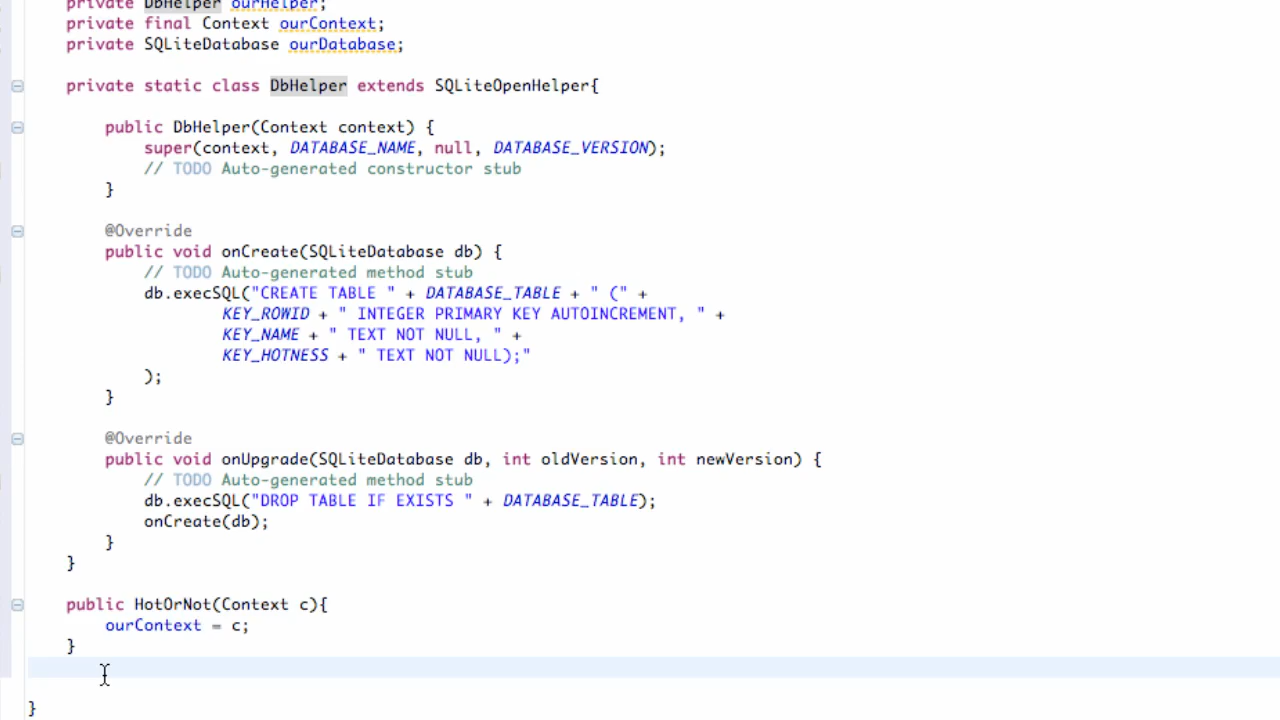 private DbHelper ourHelper;
private final Context ourContext;
private SQLiteDatabase ourDatabase;
private static class DbHelper extends SQLiteOpenHelper{
public DbHelper(Context context) {
super(context, DATABASE_NAME, null, DATABASE_VERSION);
// TODO Auto-generated constructor stub
}
@Override
public void onCreate(SQLiteDatabase db) {
// TODO Auto-generated method stub
db.execSQL("CREATE TABLE " + DATABASE_TABLE + " (" +
KEY_ROWID + " INTEGER PRIMARY KEY AUTOINCREMENT, " +
KEY_NAME + " TEXT NOT NULL, " +
KEY_HOTNESS + " TEXT NOT NULL);"
);
}
@Override
public void onUpgrade(SQLiteDatabase db, int oldVersion, int newVersion) {
// TODO Auto-generated method stub
db.execSQL("DROP TABLE IF EXISTS " + DATABASE_TABLE);
onCreate(db);
}
}
public HotOrNot(Context c){
ourContext = c;
}
}